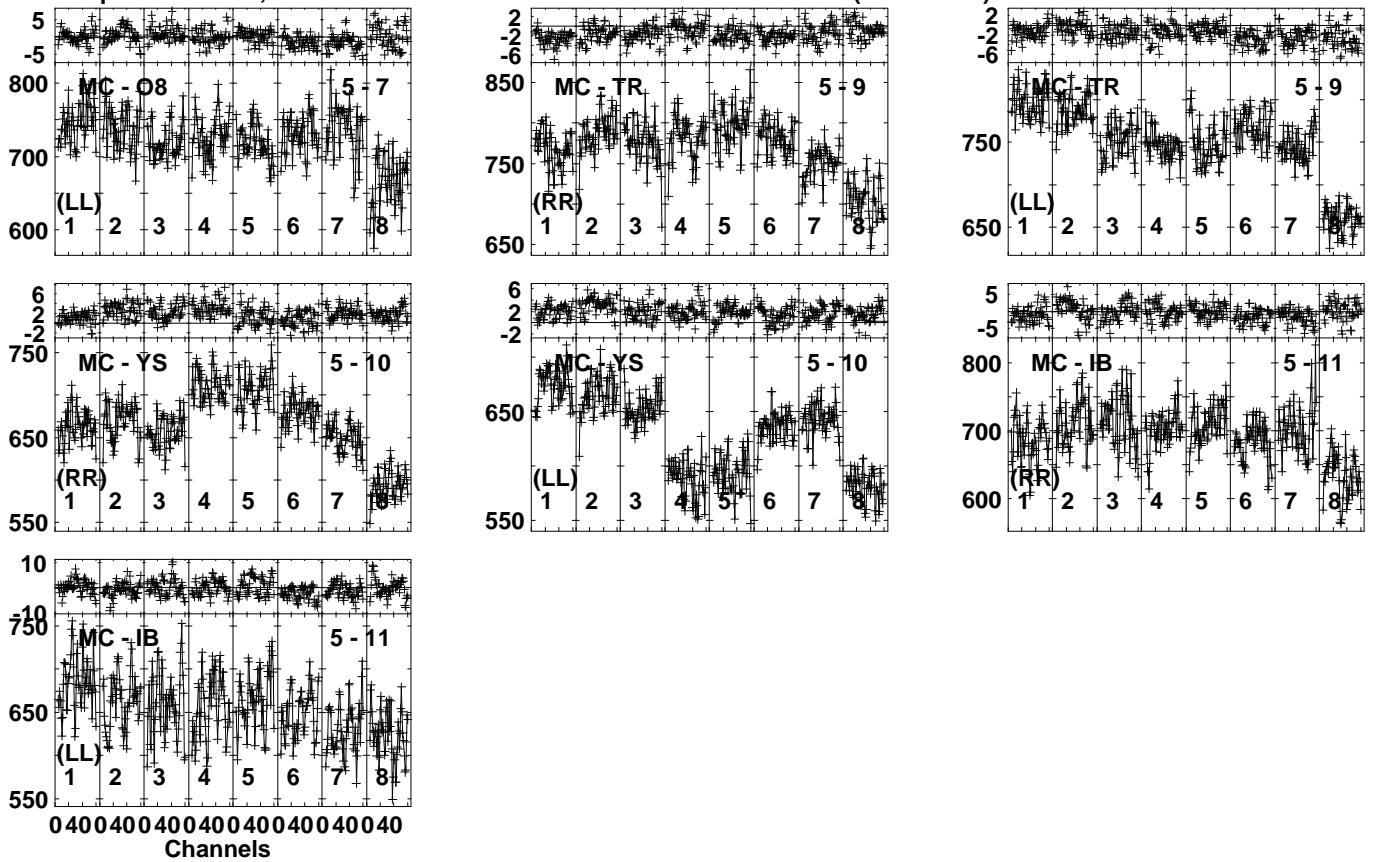 5
-5
MC - O8 5 - 7
800
700
600
(LL)
1 2 3 4 5 6 7 8
2
-2
-6
MC - TR 5 - 9
850
750
650
(RR)
1 2 3 4 5 6 7 8
2
-2
-6
MC - TR 5 - 9
750
650
(LL)
1 2 3 4 5 6 7 8
6
2
-2
MC - YS 5 - 10
750
650
550
(RR)
1 2 3 4 5 6 7 8
6
2
-2
MC - YS 5 - 10
650
550
(LL)
1 2 3 4 5 6 7 8
5
-5
MC - IB 5 - 11
800
700
600
(RR)
1 2 3 4 5 6 7 8
10
-10
MC - IB 5 - 11
750
650
550
(LL)
1 2 3 4 5 6 7 8
0 40 0 40 0 40 0 40 0 40 0 40 0 40 0 40
Channels